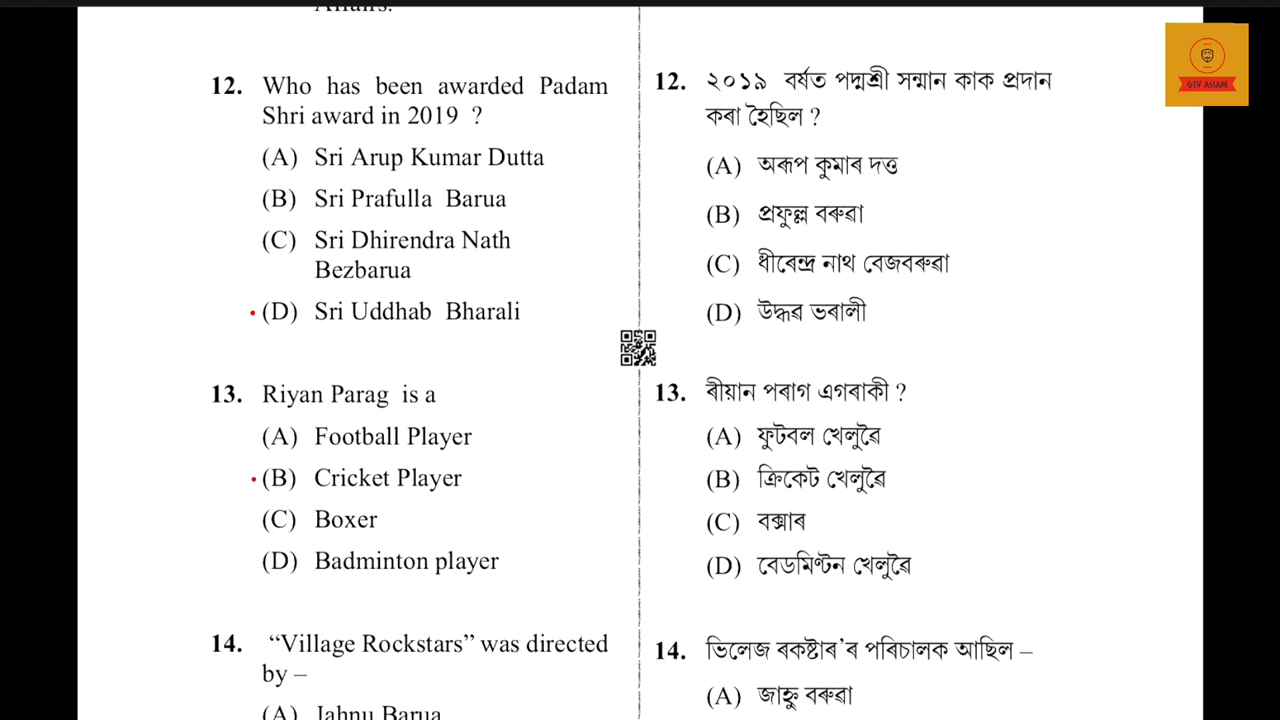 Affairs.
12. Who has been awarded Padam
Shri award in 2019 ?
(A) Sri Arup Kumar Dutta
(B) Sri Prafulla Barua
(C) Sri Dhirendra Nath
Bezbarua
(D) Sri Uddhab Bharali
13. Riyan Parag is a
(A) Football Player
(B) Cricket Player
(C) Boxer
(D) Badminton player
14. “Village Rockstars” was directed
by –
(A) Jahnu Barua
12. ২০১৯ বৰ্ষত পদ্মশ্ৰী সন্মান কাক প্ৰদান
কৰা হৈছিল ?
(A) অৰূপ কুমাৰ দত্ত
(B) প্ৰফুল্ল বৰুৱা
(C) ধীৰেন্দ্ৰ নাথ বেজবৰুৱা
(D) উদ্ধৱ ভৰালী
13. ৰীয়ান পৰাগ এগৰাকী ?
(A) ফুটবল খেলুৱৈ
(B) ক্ৰিকেট খেলুৱৈ
(C) বক্সাৰ
(D) বেডমিণ্টন খেলুৱৈ
14. ভিলেজ ৰকষ্টাৰ’ৰ পৰিচালক আছিল –
(A) জাহ্নু বৰুৱা
GTV ASSAM